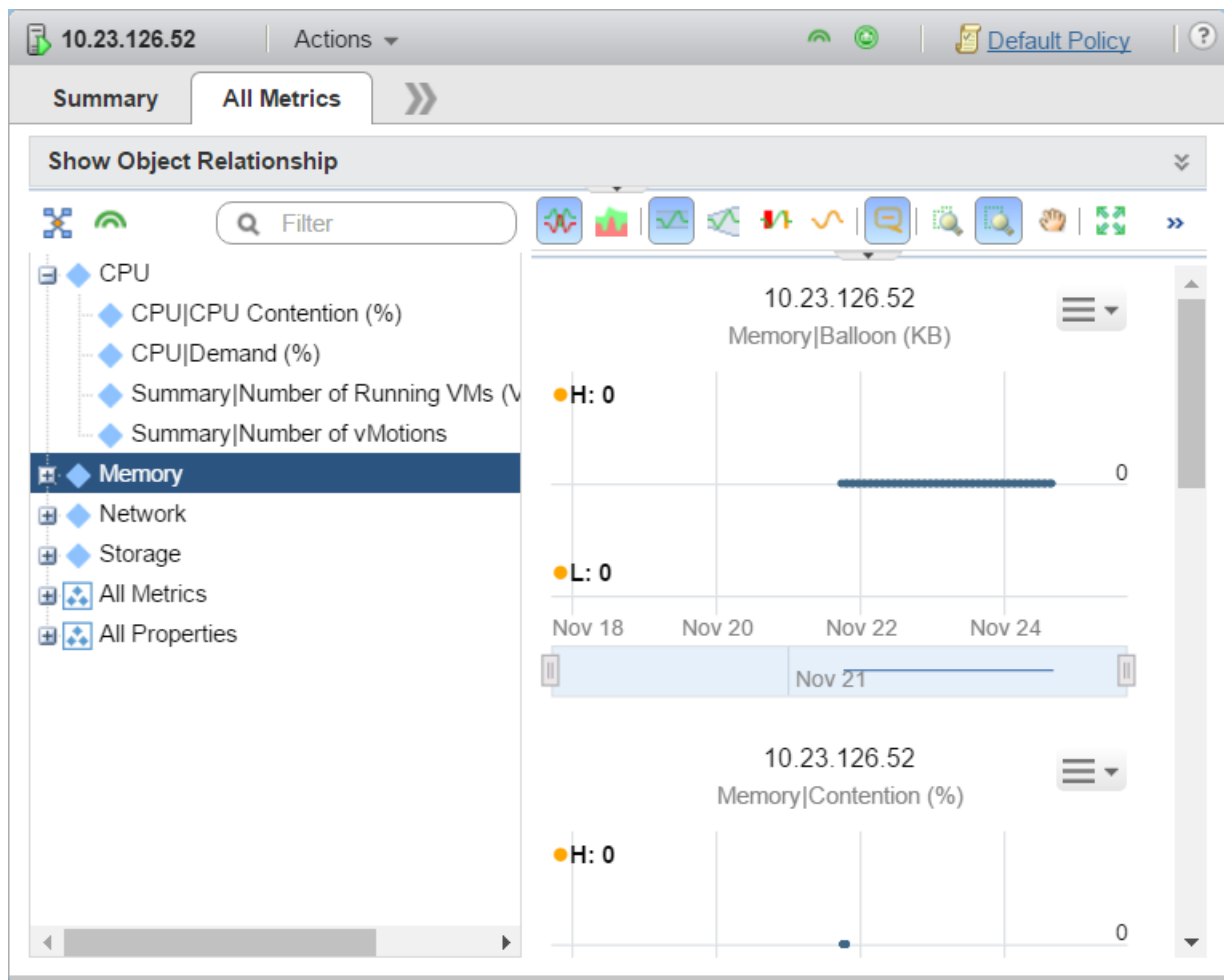 10.23.126.52
Actions
Default Policy
?
Summary
All Metrics
Show Object Relationship
Filter
CPU
CPU|CPU Contention (%)
CPU|Demand (%)
Summary|Number of Running VMs (V
Summary|Number of vMotions
Memory
Network
Storage
All Metrics
All Properties
10.23.126.52
Memory|Balloon (KB)
H: 0
0
L: 0
Nov 18 Nov 20 Nov 22 Nov 24
Nov 21
10.23.126.52
Memory|Contention (%)
H: 0
0